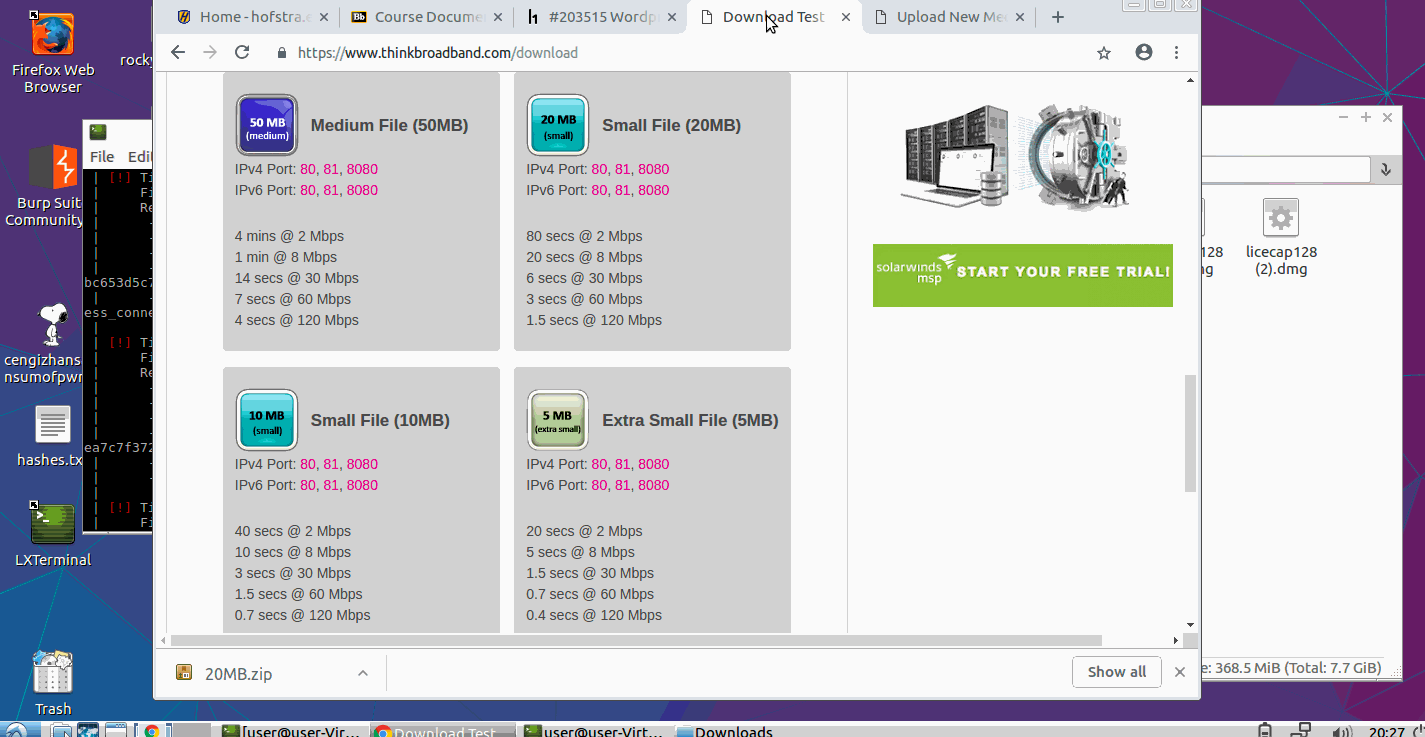 Firefox Web
Browser
rocky
Burp Suit
Community
cengizhans
nsumofpwr
hashes.tx
LXTerminal
Trash
File Edi
[!] Ti
Fi
Re
bc653d5c7
ess_conne
[!] Ti
Fi
Re
ea7c7f372
[!] Ti
Fi
Home - hofstra.e
Bb Course Docume
h1 #203515 Wordp
Download Test
Upload New Me
https://www.thinkbroadband.com/download
50 MB
(medium)
Medium File (50MB)
IPv4 Port: 80, 81, 8080
IPv6 Port: 80, 81, 8080
4 mins @ 2 Mbps
1 min @ 8 Mbps
14 secs @ 30 Mbps
7 secs @ 60 Mbps
4 secs @ 120 Mbps
20 MB
(small)
Small File (20MB)
IPv4 Port: 80, 81, 8080
IPv6 Port: 80, 81, 8080
80 secs @ 2 Mbps
20 secs @ 8 Mbps
6 secs @ 30 Mbps
3 secs @ 60 Mbps
1.5 secs @ 120 Mbps
10 MB
(small)
Small File (10MB)
IPv4 Port: 80, 81, 8080
IPv6 Port: 80, 81, 8080
40 secs @ 2 Mbps
10 secs @ 8 Mbps
3 secs @ 30 Mbps
1.5 secs @ 60 Mbps
0.7 secs @ 120 Mbps
5 MB
(extra small)
Extra Small File (5MB)
IPv4 Port: 80, 81, 8080
IPv6 Port: 80, 81, 8080
20 secs @ 2 Mbps
5 secs @ 8 Mbps
1.5 secs @ 30 Mbps
0.7 secs @ 60 Mbps
0.4 secs @ 120 Mbps
solarwinds
msp
START YOUR FREE TRIAL!
128
ng
licecap128
(2).dmg
20MB.zip
Show all
e: 368.5 MiB (Total: 7.7 GiB)
[user@user-Vir...
Download Test
user@user-Virt...
Downloads
20:27